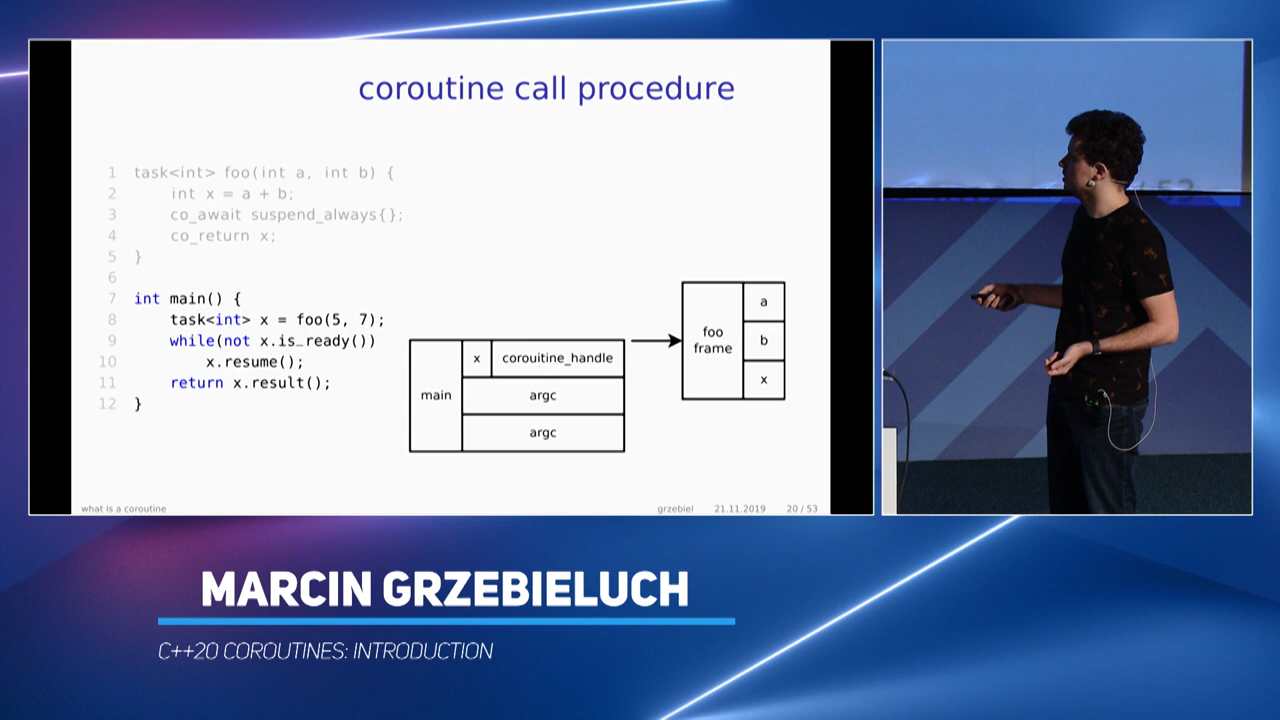 coroutine call procedure
1 task<int> foo(int a, int b) {
2 int x = a + b;
3 co_await suspend_always{};
4 co_return x;
5 }
6
7 int main() {
8 task<int> x = foo(5, 7);
9 while(not x.is_ready())
10 x.resume();
11 return x.result();
12 }
main
x
corouitine_handle
argc
argc
foo
frame
a
b
x
what is a coroutine
grzebiel
21.11.2019
20 / 53
/ 53
MARCIN GRZEBIELUCH
C++20 COROUTINES: INTRODUCTION